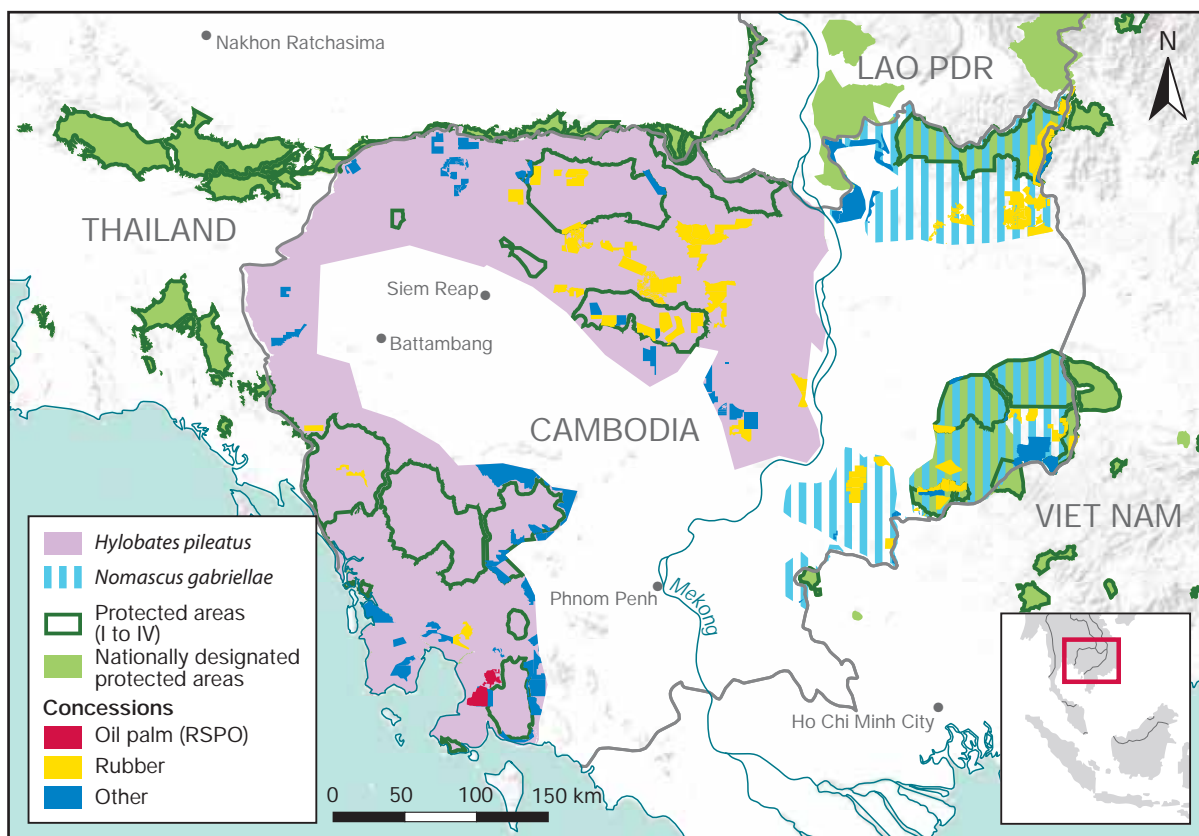 Nakhon Ratchasima
LAO PDR
N
THAILAND
Siem Reap
Battambang
CAMBODIA
VIET NAM
Phnom Penh
Mekong
Ho Chi Minh City
Hylobates pileatus
Nomascus gabriellae
Protected areas
(I to IV)
Nationally designated
protected areas
Concessions
Oil palm (RSPO)
Rubber
Other
0 50 100 150 km